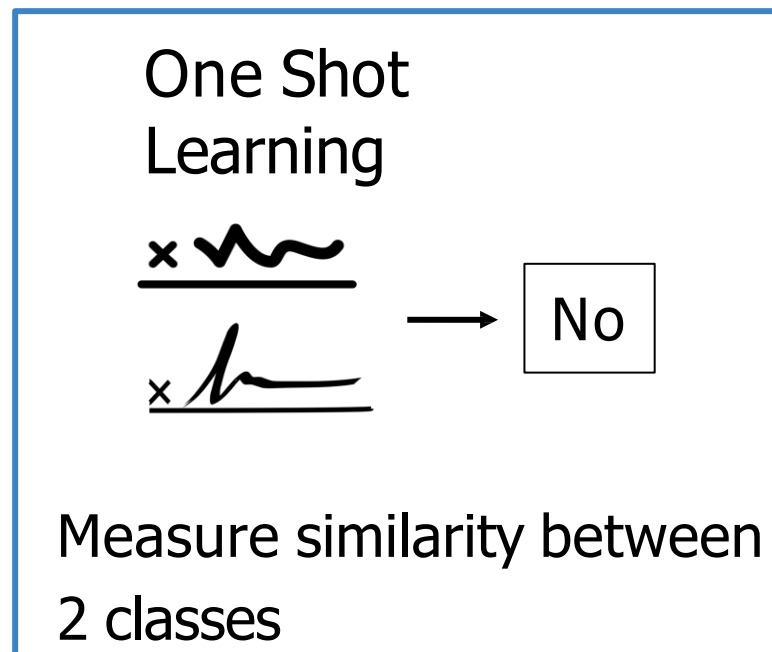 One Shot
Learning
×
No
×
Measure similarity between
2 classes